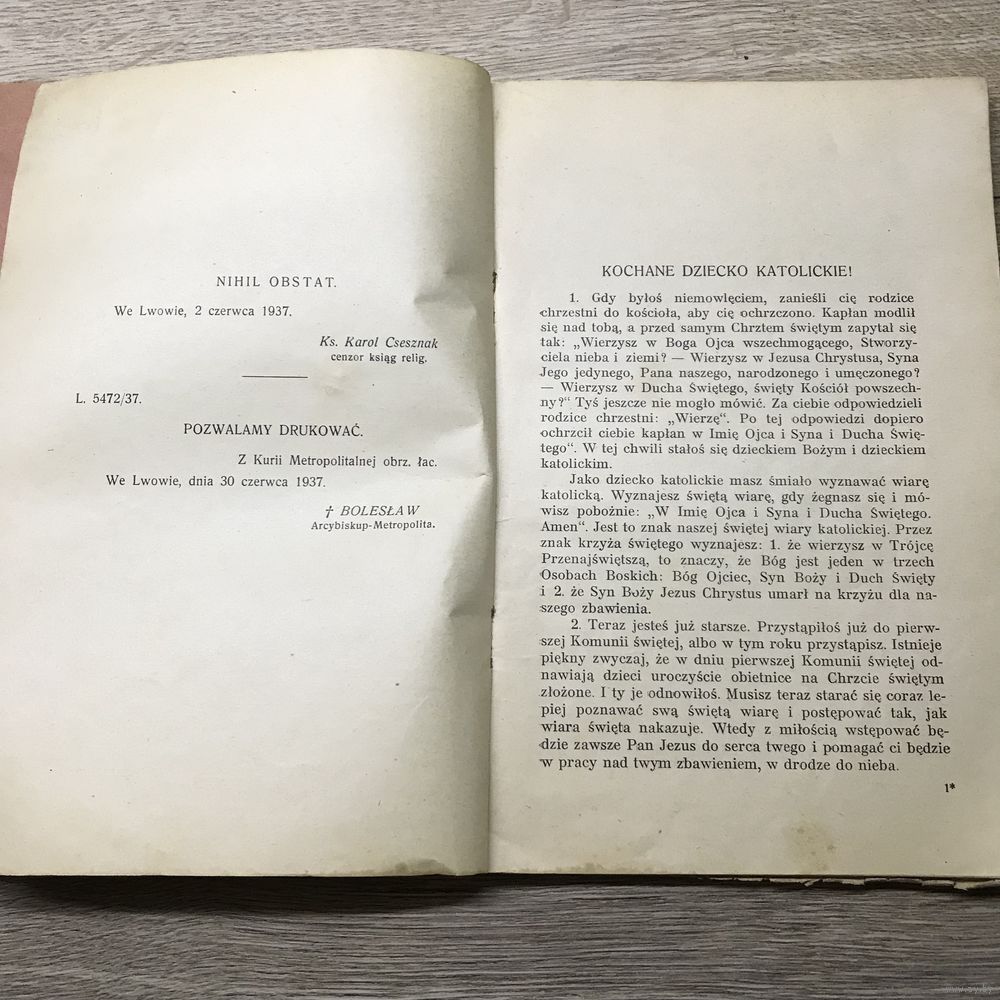 NIHIL OBSTAT.
We Lwowie, 2 czerwca 1937.
Ks. Karol Csesznak
cenzor ksiąg relig.
L. 5472/37.
POZWALAMY DRUKOWAĆ.
Z Kurii Metropolitalnej obrz. łac.
We Lwowie, dnia 30 czerwca 1937.
† BOLESŁAW
Arcybiskup-Metropolita.
KOCHANE DZIECKO KATOLICKIE!
1. Gdy byłoś niemowlęciem, zanieśli cię rodzice
chrzestni do kościoła, aby cię ochrzczono. Kapłan modlił
się nad tobą, a przed samym Chrztem świętym zapytał się
tak: „Wierzysz w Boga Ojca wszechmogącego, Stworzy-
ciela nieba i ziemi? — Wierzysz w Jezusa Chrystusa, Syna
Jego jedynego, Pana naszego, narodzonego i umęczonego?
— Wierzysz w Ducha Świętego, święty Kościół powszech-
ny?“ Tyś jeszcze nie mogło mówić. Za ciebie odpowiedzieli
rodzice chrzestni: „Wierzę“. Po tej odpowiedzi dopiero
ochrzcił ciebie kapłan w Imię Ojca i Syna i Ducha Świę-
tego“. W tej chwili stałoś się dzieckiem Bożym i dzieckiem
katolickim.
Jako dziecko katolickie masz śmiało wyznawać wiarę
katolicką. Wyznajesz świętą wiarę, gdy żegnasz się i mó-
wisz pobożnie: „W Imię Ojca i Syna i Ducha Świętego.
Amen“. Jest to znak naszej świętej wiary katolickiej. Przez
znak krzyża świętego wyznajesz: 1. że wierzysz w Trójcę
Przenajświętszą, to znaczy, że Bóg jest jeden w trzech
Osobach Boskich: Bóg Ojciec, Syn Boży i Duch Święty
i 2. że Syn Boży Jezus Chrystus umarł na krzyżu dla na-
szego zbawienia.
2. Teraz jesteś już starsze. Przystąpiłoś już do pierw-
szej Komunii świętej, albo w tym roku przystąpisz. Istnieje
piękny zwyczaj, że w dniu pierwszej Komunii świętej od-
nawiają dzieci uroczyście obietnice na Chrzcie świętym
złożone. I ty je odnowiłoś. Musisz teraz starać się coraz le-
piej poznawać swą świętą wiarę i postępować tak, jak
wiara święta nakazuje. Wtedy z miłością wstępować bę-
dzie zawsze Pan Jezus do serca twego i pomagać ci będzie
w pracy nad twym zbawieniem, w drodze do nieba.
1*